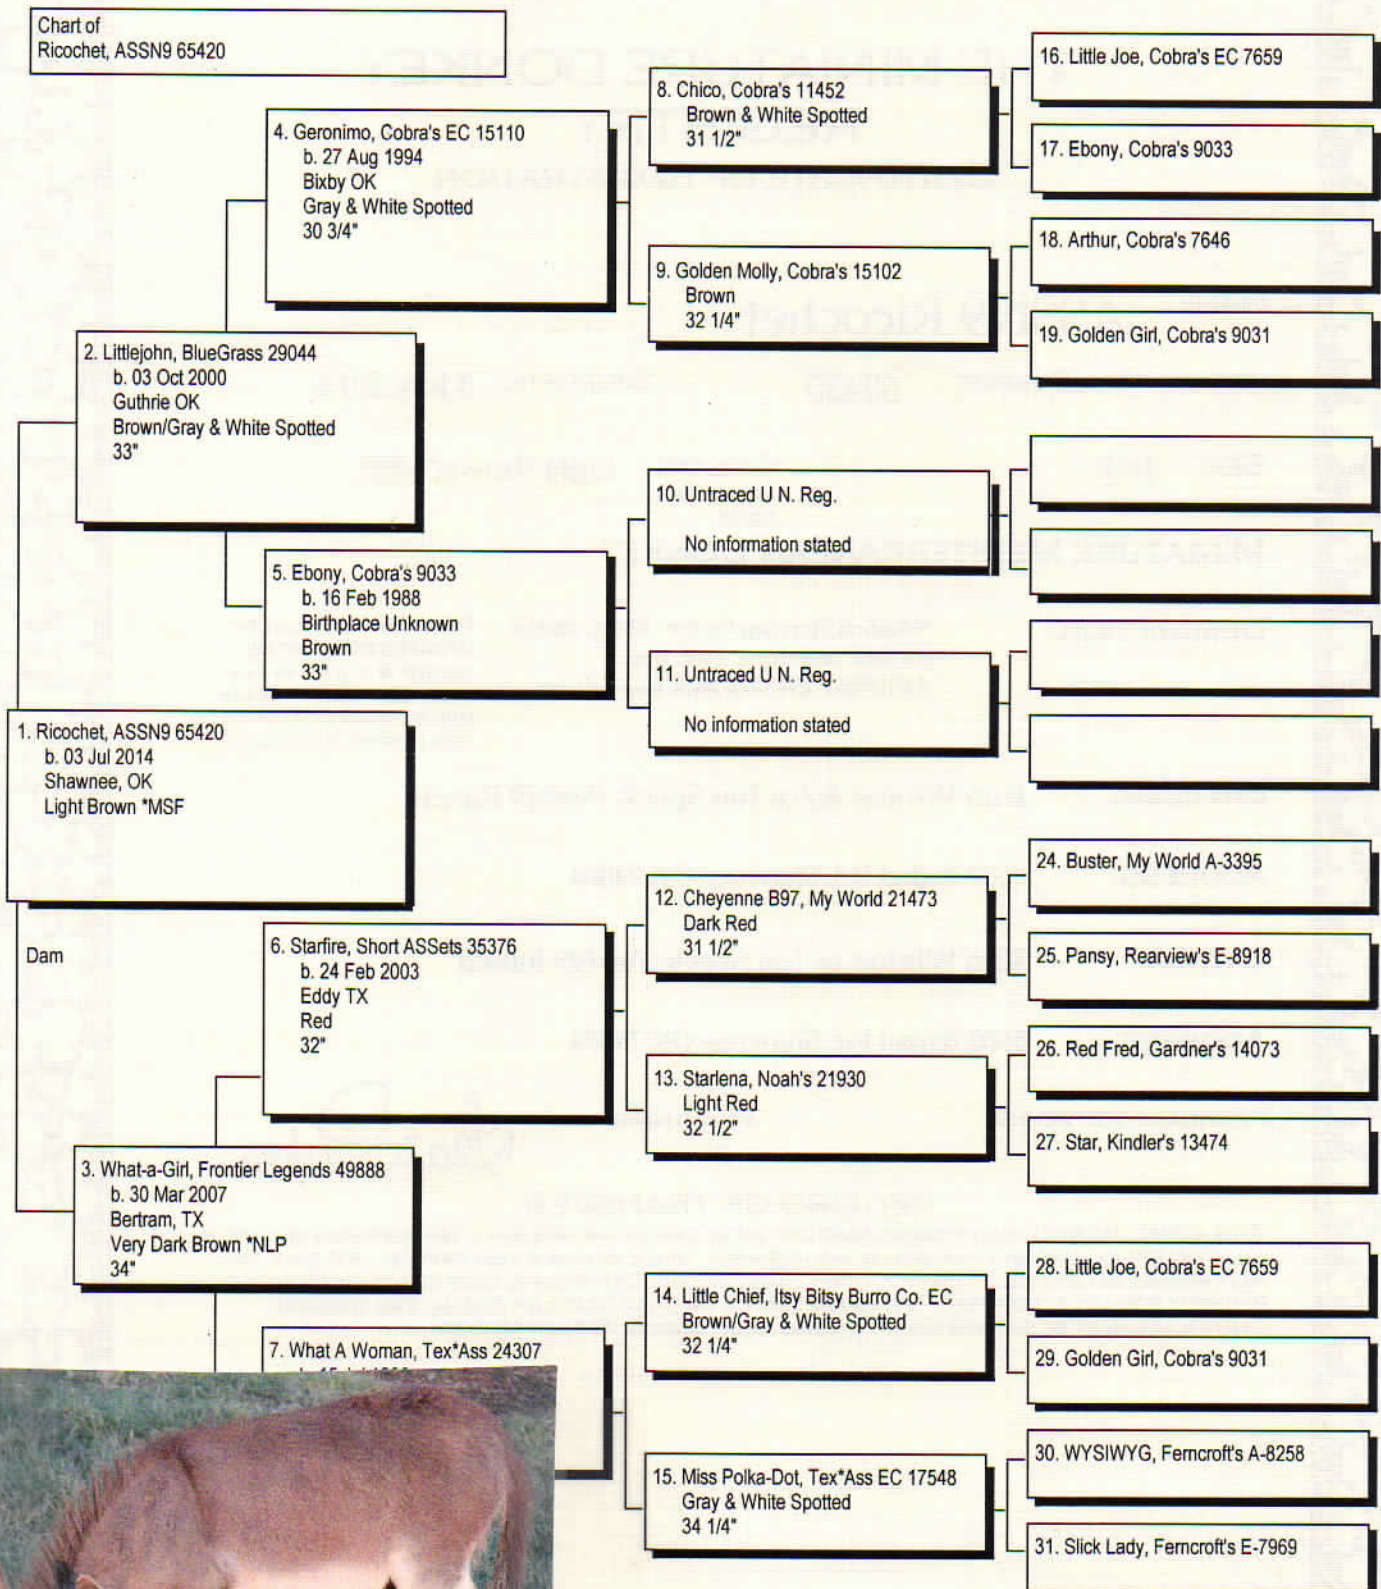 Chart of
Ricochet, ASSN9 65420
1. Ricochet, ASSN9 65420
b. 03 Jul 2014
Shawnee, OK
Light Brown *MSF
Dam
2. Littlejohn, BlueGrass 29044
b. 03 Oct 2000
Guthrie OK
Brown/Gray & White Spotted
33"
3. What-a-Girl, Frontier Legends 49888
b. 30 Mar 2007
Bertram, TX
Very Dark Brown *NLP
34"
4. Geronimo, Cobra's EC 15110
b. 27 Aug 1994
Bixby OK
Gray & White Spotted
30 3/4"
5. Ebony, Cobra's 9033
b. 16 Feb 1988
Birthplace Unknown
Brown
33"
6. Starfire, Short ASSets 35376
b. 24 Feb 2003
Eddy TX
Red
32"
7. What A Woman, Tex*Ass 24307
8. Chico, Cobra's 11452
Brown & White Spotted
31 1/2"
9. Golden Molly, Cobra's 15102
Brown
32 1/4"
10. Untraced U N. Reg.
No information stated
11. Untraced U N. Reg.
No information stated
12. Cheyenne B97, My World 21473
Dark Red
31 1/2"
13. Starlena, Noah's 21930
Light Red
32 1/2"
14. Little Chief, Itsy Bitsy Burro Co. EC
Brown/Gray & White Spotted
32 1/4"
15. Miss Polka-Dot, Tex*Ass EC 17548
Gray & White Spotted
34 1/4"
16. Little Joe, Cobra's EC 7659
17. Ebony, Cobra's 9033
18. Arthur, Cobra's 7646
19. Golden Girl, Cobra's 9031
24. Buster, My World A-3395
25. Pansy, Rearview's E-8918
26. Red Fred, Gardner's 14073
27. Star, Kindler's 13474
28. Little Joe, Cobra's EC 7659
29. Golden Girl, Cobra's 9031
30. WYSIWYG, Ferncroft's A-8258
31. Slick Lady, Ferncroft's E-7969